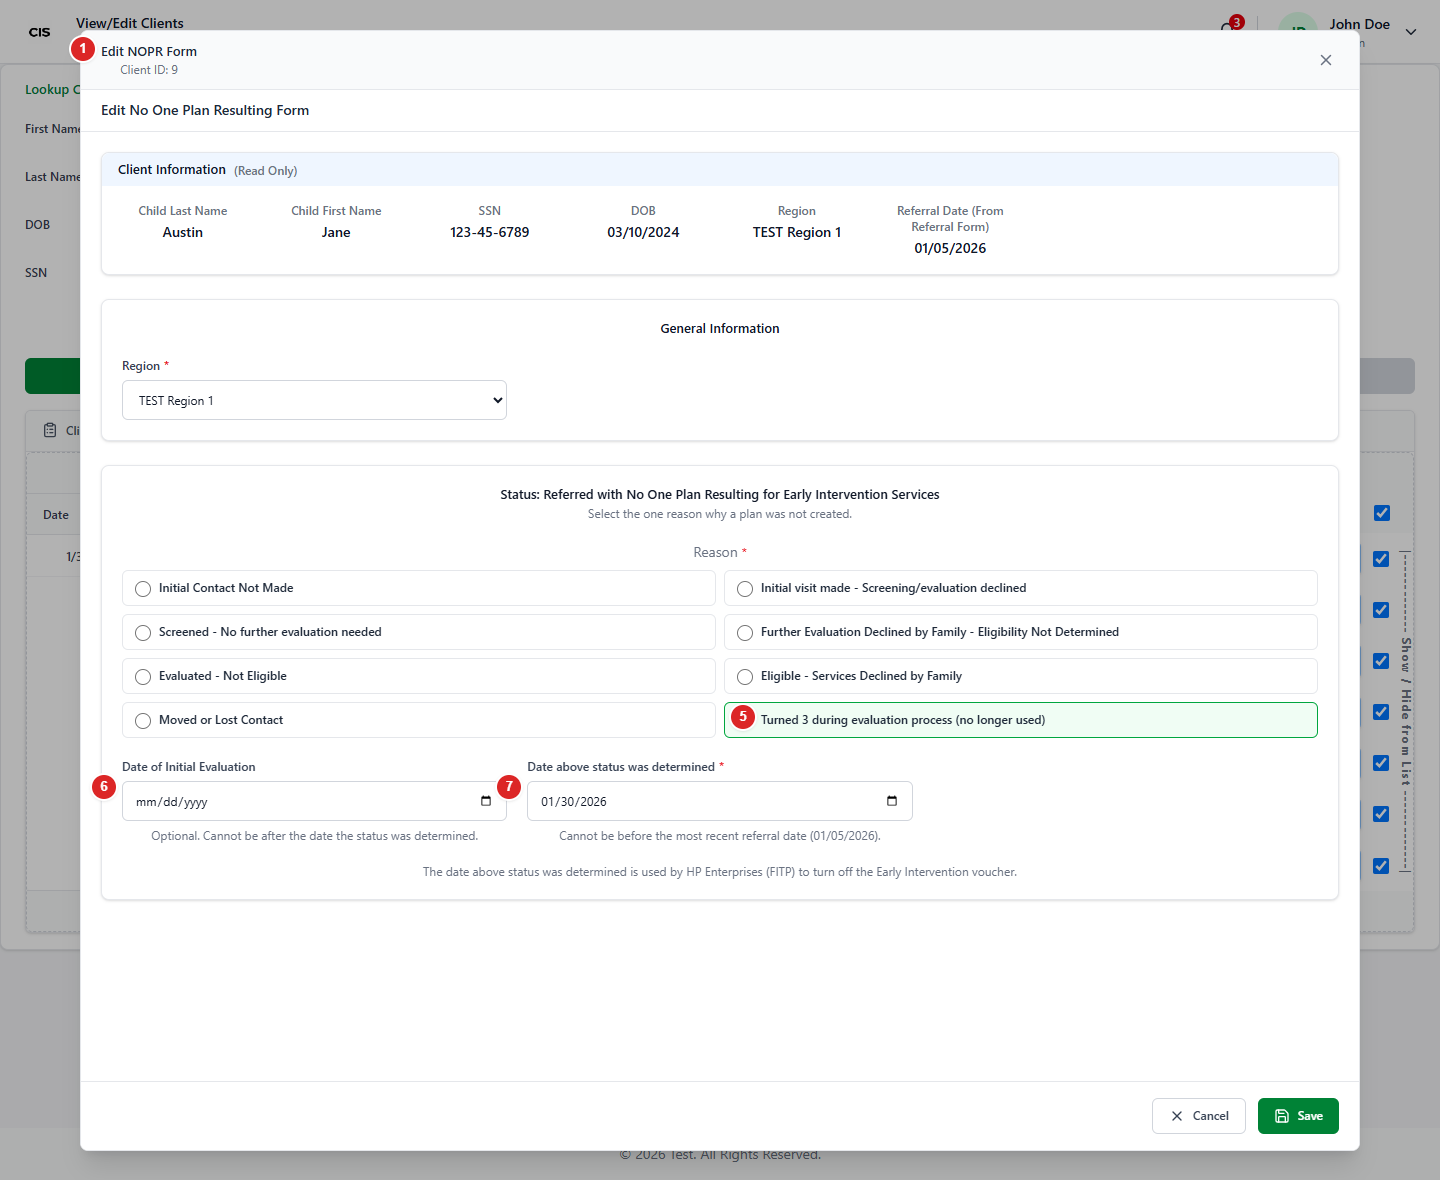 CIS
View/Edit Clients
3
John Doe
1
Edit NOPR Form
Client ID: 9
Edit No One Plan Resulting Form
Lookup C
First Name
Last Name
DOB
SSN
Client Information (Read Only)
Child Last Name
Austin
Child First Name
Jane
SSN
123-45-6789
DOB
03/10/2024
Region
TEST Region 1
Referral Date (From
Referral Form)
01/05/2026
General Information
Region *
TEST Region 1
Cli
Date
1/3
Status: Referred with No One Plan Resulting for Early Intervention Services
Select the one reason why a plan was not created.
Reason *
Initial Contact Not Made
Initial visit made - Screening/evaluation declined
Screened - No further evaluation needed
Further Evaluation Declined by Family - Eligibility Not Determined
Evaluated - Not Eligible
Eligible - Services Declined by Family
Moved or Lost Contact
5
Turned 3 during evaluation process (no longer used)
Date of Initial Evaluation
6
mm/dd/yyyy
Optional. Cannot be after the date the status was determined.
Date above status was determined *
7
01/30/2026
Cannot be before the most recent referral date (01/05/2026).
The date above status was determined is used by HP Enterprises (FITP) to turn off the Early Intervention voucher.
Show / Hide from List
Cancel
Save
© 2026 Test. All Rights Reserved.